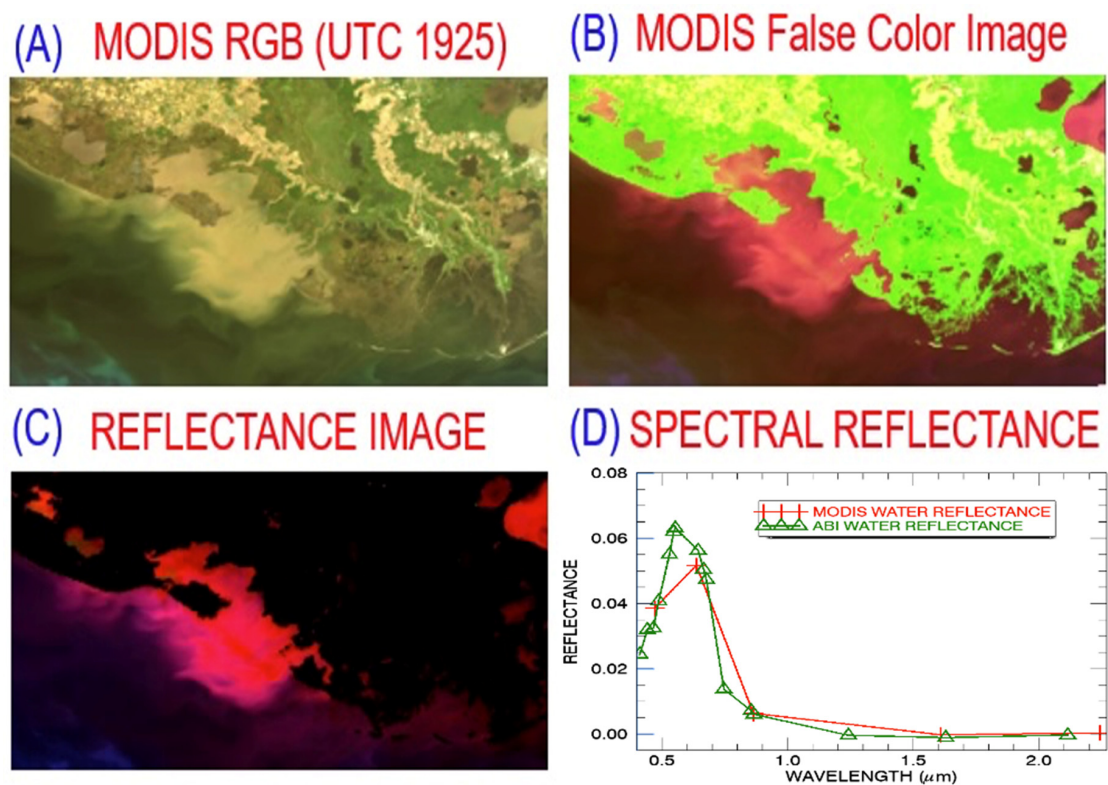 (A) MODIS RGB (UTC 1925)
(B) MODIS False Color Image
(C) REFLECTANCE IMAGE
(D) SPECTRAL REFLECTANCE
0.08
0.06
0.04
0.02
0.00
REFLECTANCE
MODIS WATER REFLECTANCE
ABI WATER REFLECTANCE
0.5 1.0 1.5 2.0
WAVELENGTH (μm)